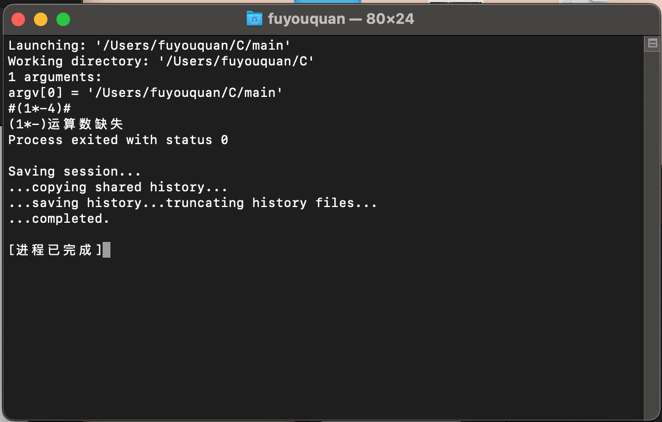 fuyouquan — 80×24
Launching: '/Users/fuyouquan/C/main'
Working directory: '/Users/fuyouquan/C'
1 arguments:
argv[0] = '/Users/fuyouquan/C/main'
#(1*-4)#
(1*-)运算数缺失
Process exited with status 0
Saving session...
...copying shared history...
...saving history...truncating history files...
...completed.
[进程已完成]